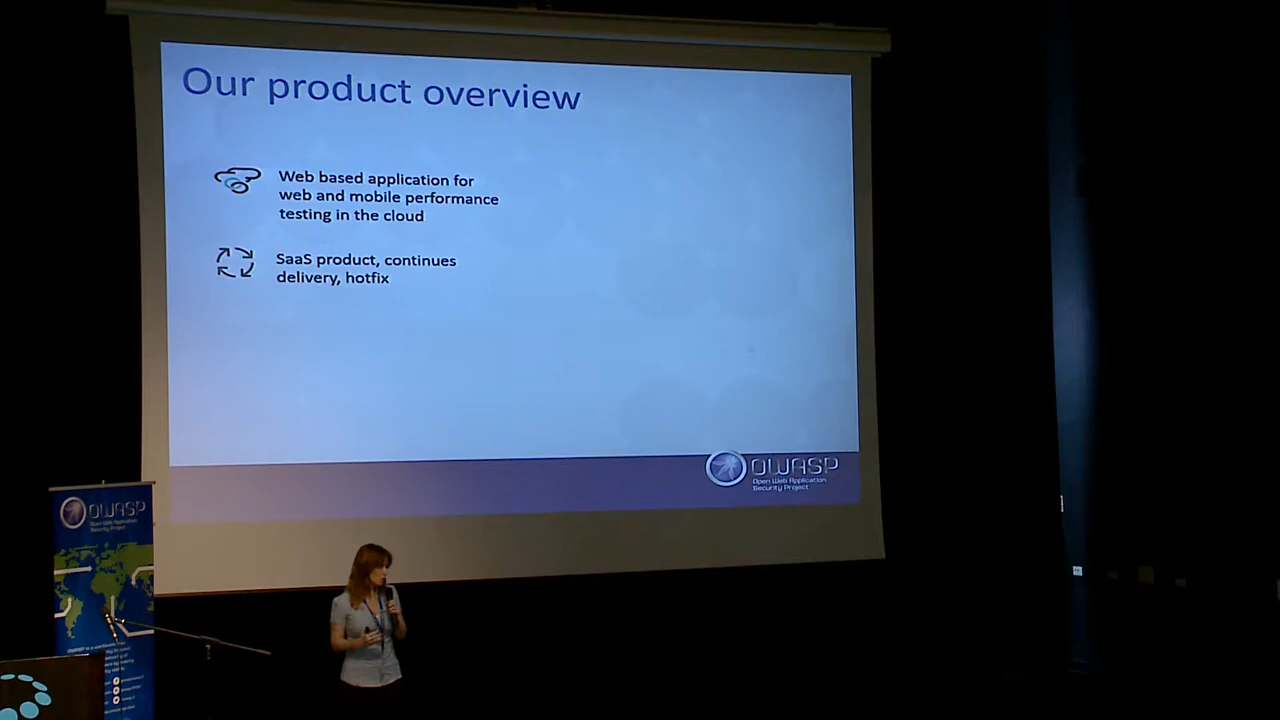 Our product overview
Web based application for
web and mobile performance
testing in the cloud
SaaS product, continues
delivery, hotfix
OWASP
Open Web Application
Security Project
OWASP
Open Web Application
Security Project